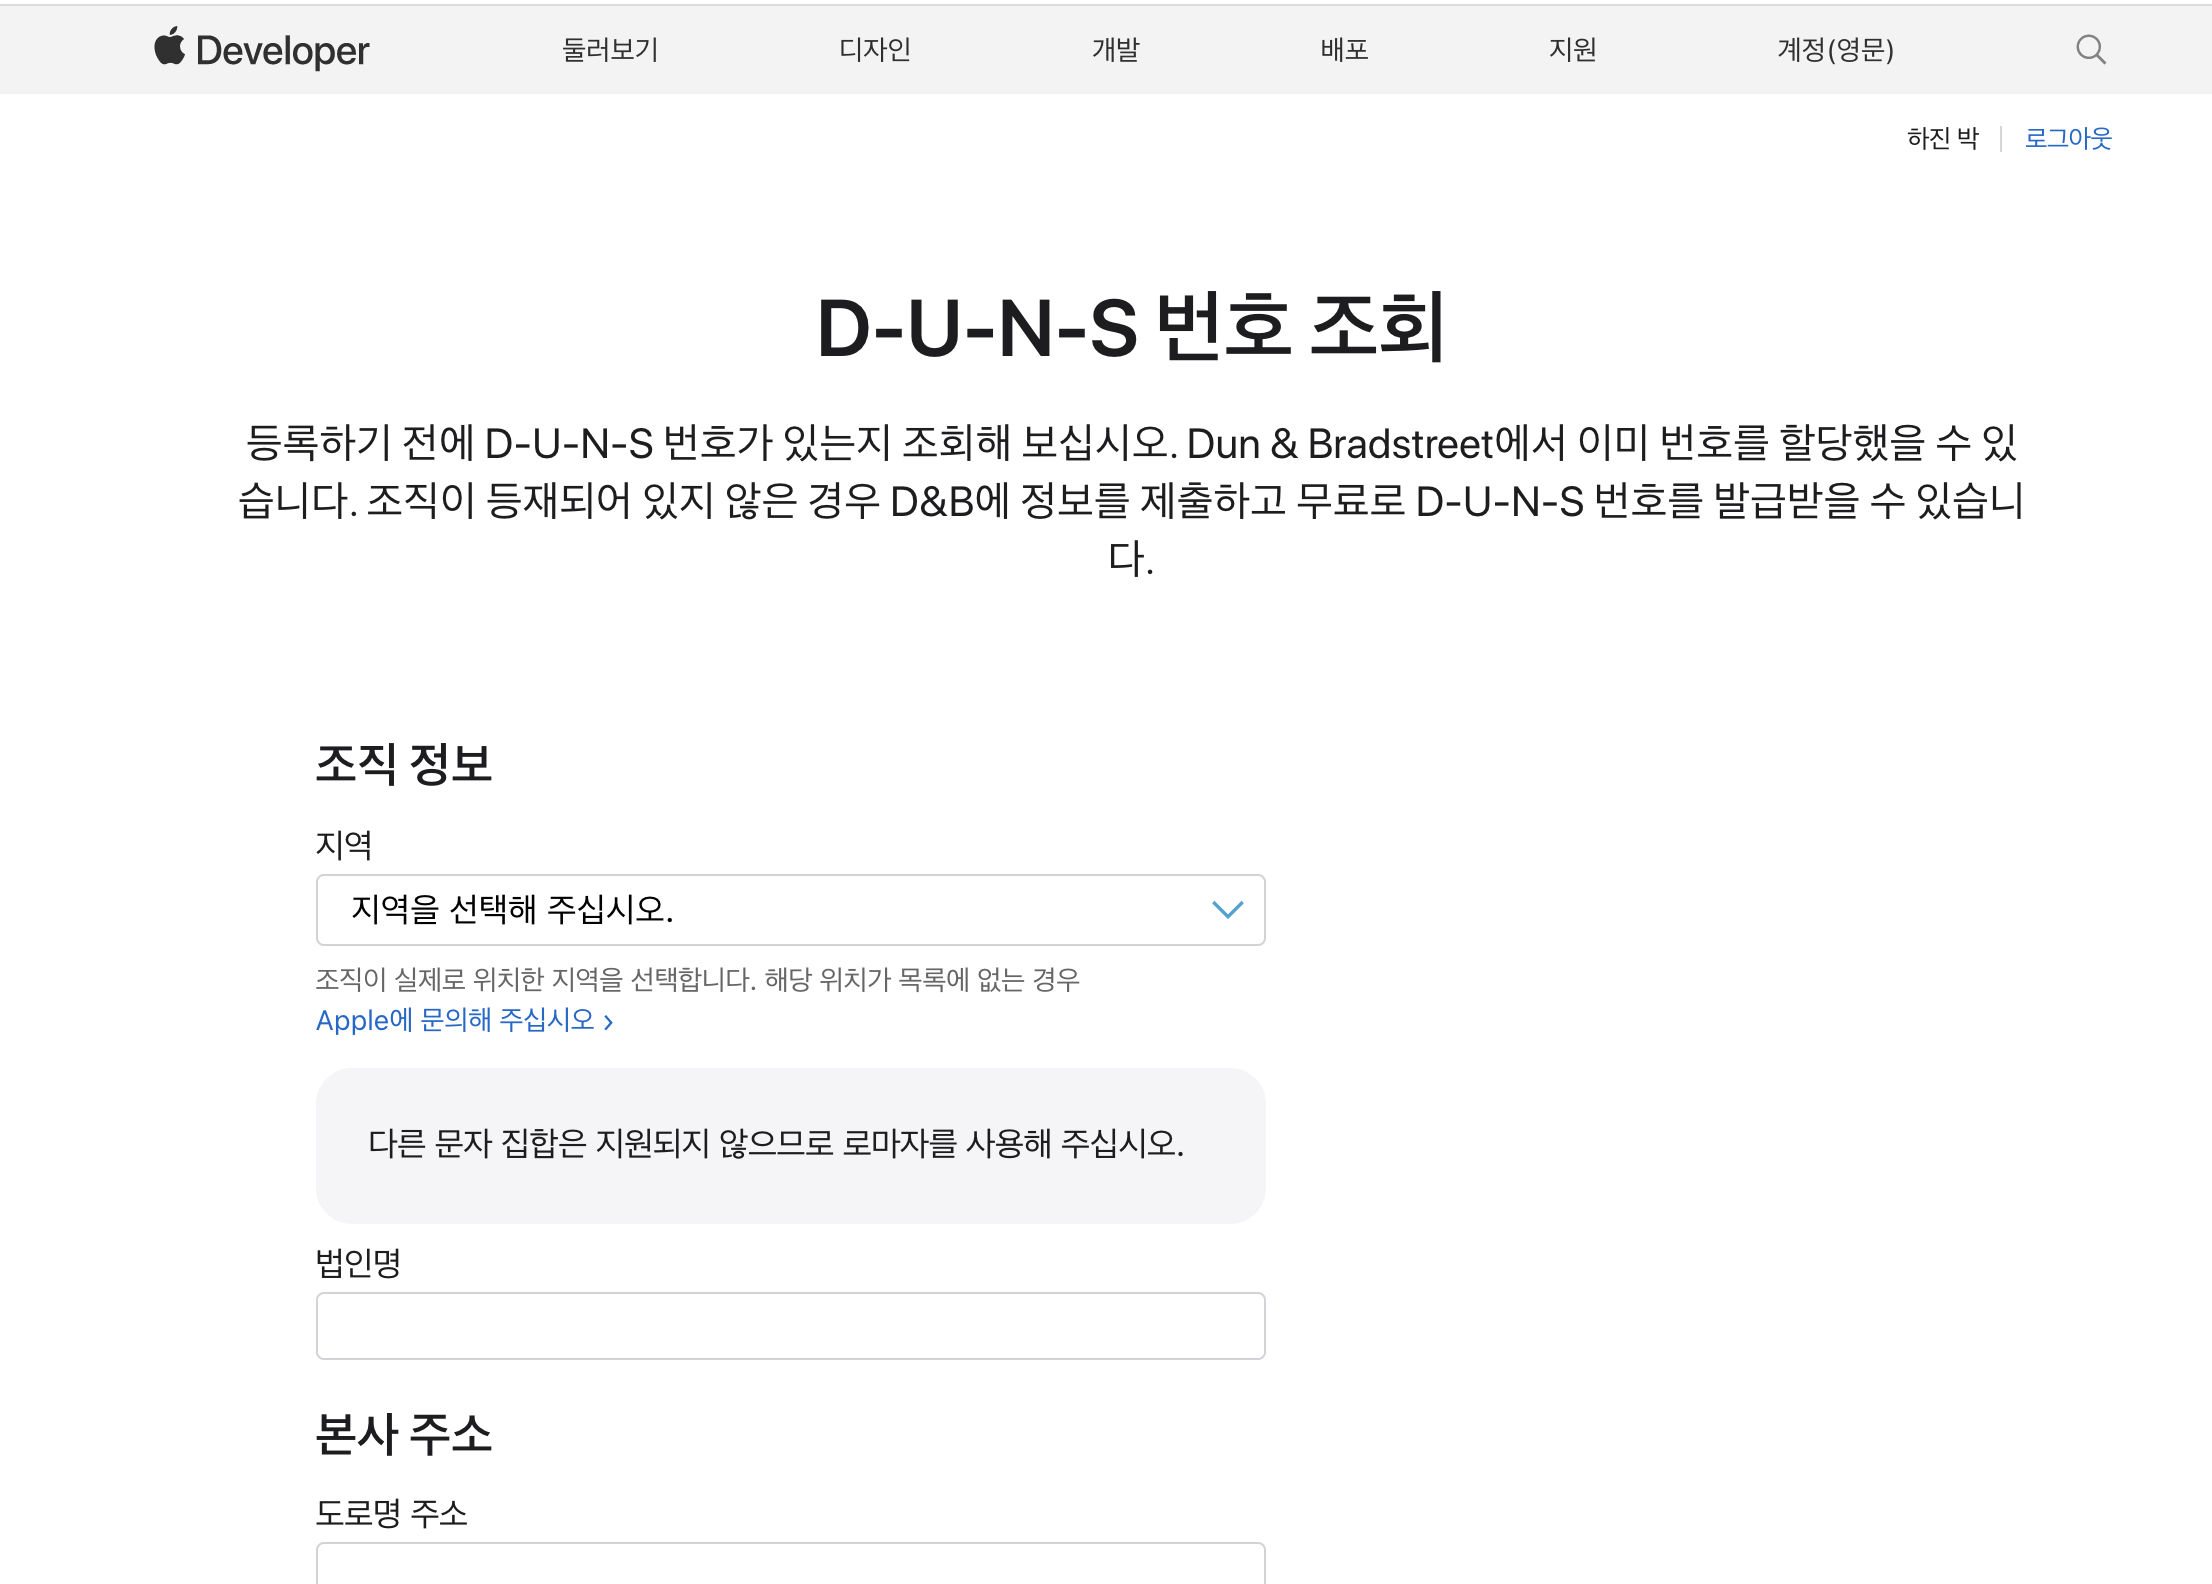 Developer 둘러보기 디자인 개발 배포 지원 계정(영문)
하진 박 로그아웃
D-U-N-S 번호 조회
등록하기 전에 D-U-N-S 번호가 있는지 조회해 보십시오. Dun & Bradstreet에서 이미 번호를 할당했을 수 있
습니다. 조직이 등재되어 있지 않은 경우 D&B에 정보를 제출하고 무료로 D-U-N-S 번호를 발급받을 수 있습니
다.
조직 정보
지역
지역을 선택해 주십시오.
조직이 실제로 위치한 지역을 선택합니다. 해당 위치가 목록에 없는 경우
Apple에 문의해 주십시오 ›
다른 문자 집합은 지원되지 않으므로 로마자를 사용해 주십시오.
법인명
본사 주소
도로명 주소